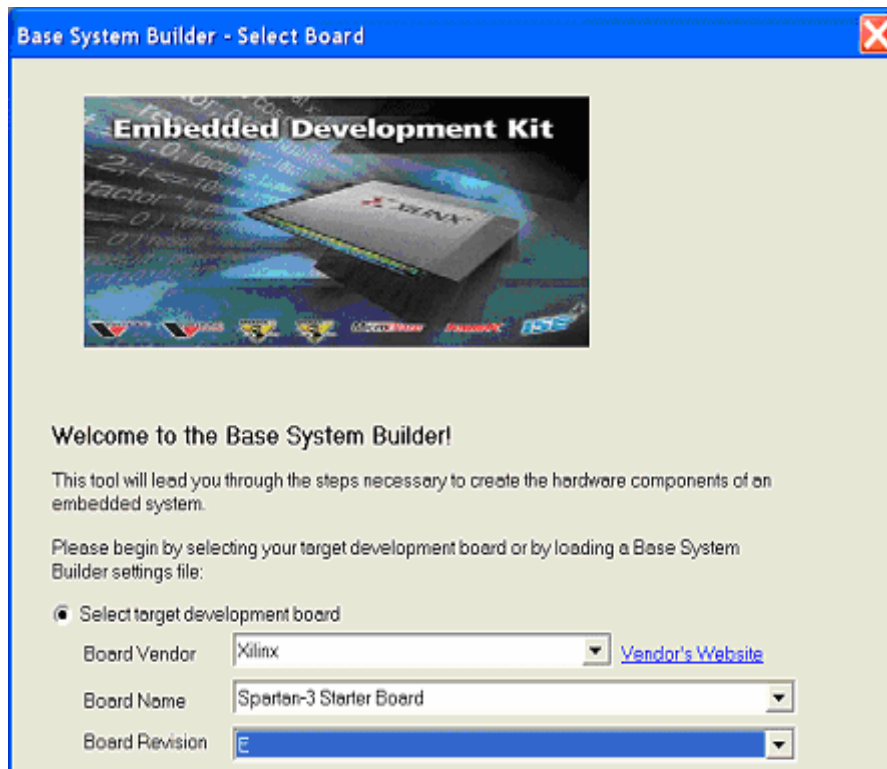 Base System Builder - Select Board
Embedded Development Kit
XILINX
ISE
Welcome to the Base System Builder!
This tool will lead you through the steps necessary to create the hardware components of an
embedded system.
Please begin by selecting your target development board or by loading a Base System
Builder settings file:
Select target development board
Board Vendor Xilinx Vendor's Website
Board Name Spartan-3 Starter Board
Board Revision E